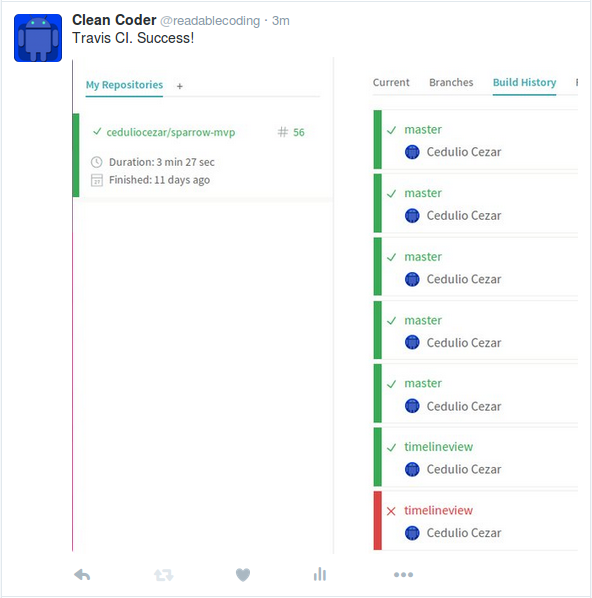 Clean Coder @readablecoding · 3m
Travis CI. Success!
My Repositories +
ceduliocezar/sparrow-mvp # 56
Duration: 3 min 27 sec
Finished: 11 days ago
Current Branches Build History
master
Cedulio Cezar
master
Cedulio Cezar
master
Cedulio Cezar
master
Cedulio Cezar
master
Cedulio Cezar
timelineview
Cedulio Cezar
timelineview
Cedulio Cezar